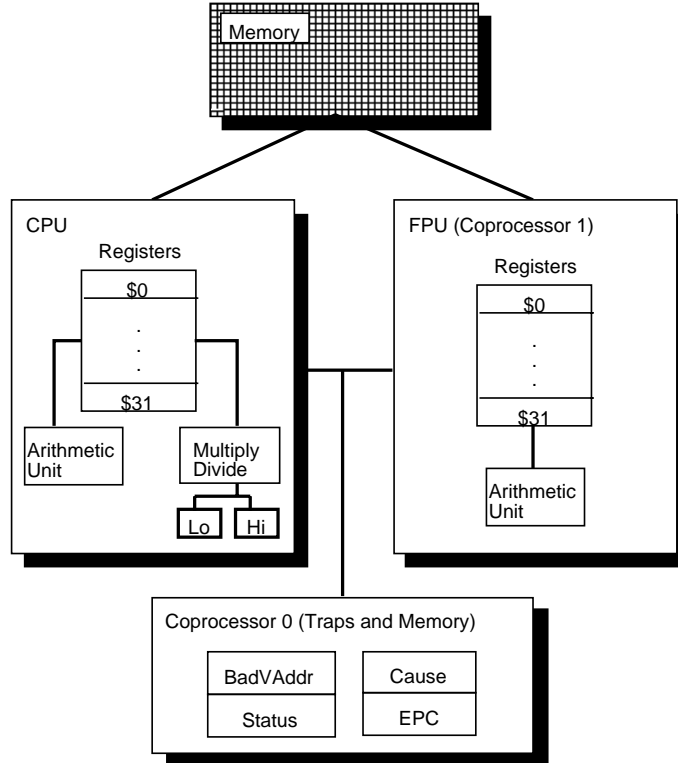 Memory
CPU
Registers
$0
.
.
.
$31
Arithmetic
Unit
Multiply
Divide
Lo
Hi
FPU (Coprocessor 1)
Registers
$0
.
.
.
$31
Arithmetic
Unit
Coprocessor 0 (Traps and Memory)
BadVAddr
Status
Cause
EPC